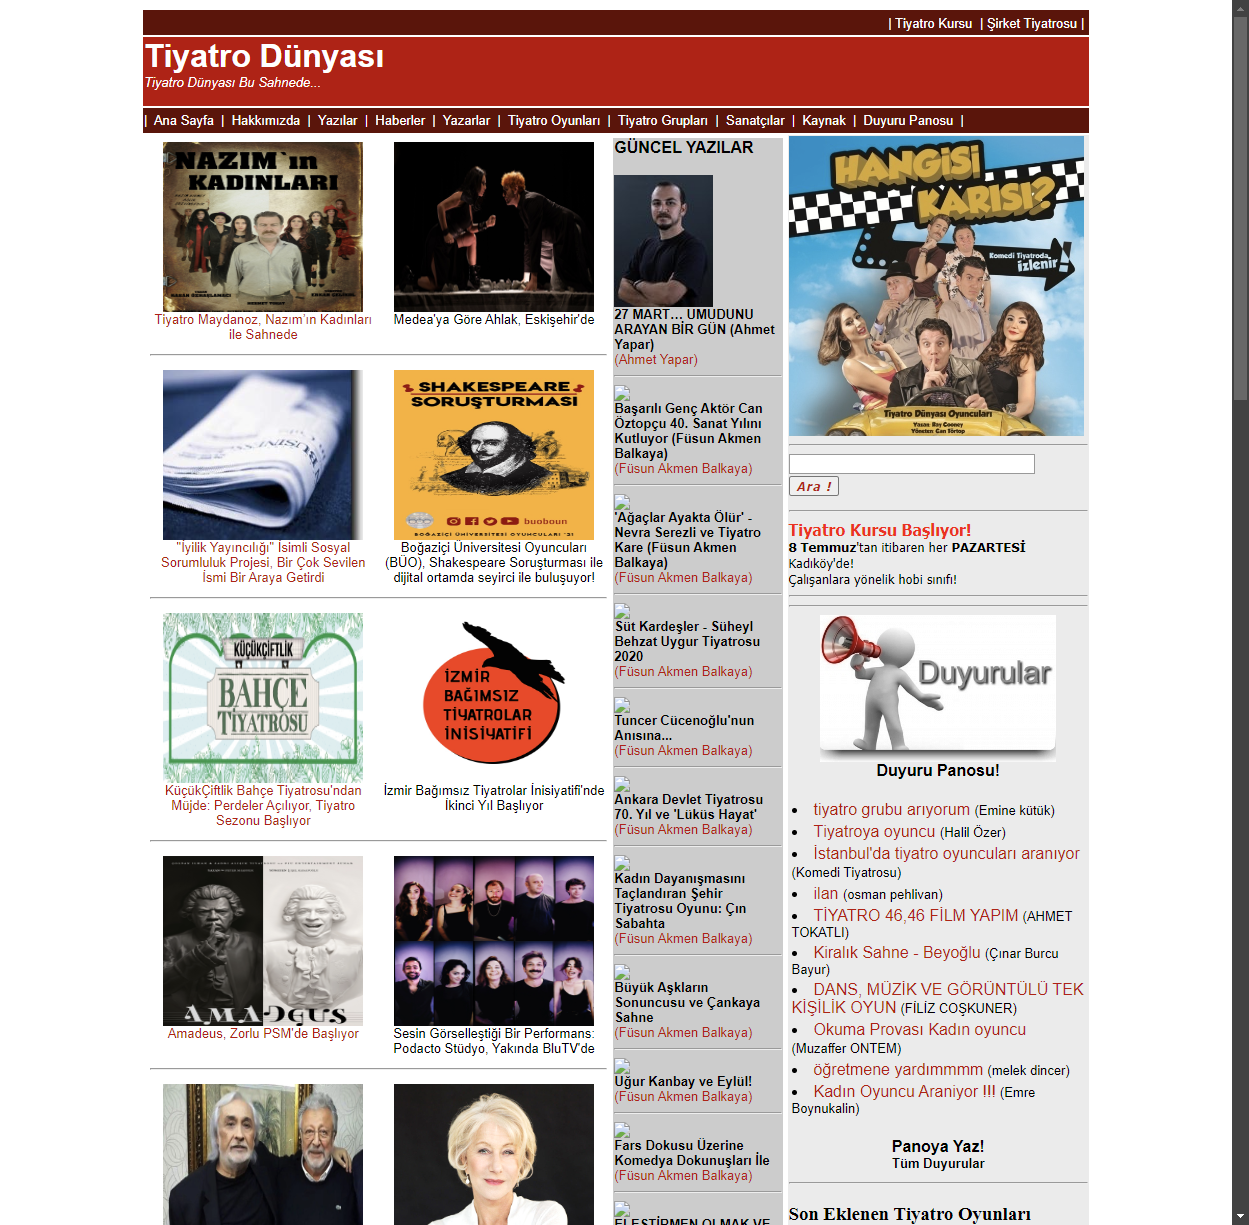 | Tiyatro Kursu | Şirket Tiyatrosu |
Tiyatro Dünyası
Tiyatro Dünyası Bu Sahnede...
| Ana Sayfa | Hakkımızda | Yazılar | Haberler | Yazarlar | Tiyatro Oyunları | Tiyatro Grupları | Sanatçılar | Kaynak | Duyuru Panosu |
NAZIM`ın
KADINLARI
Tiyatro Maydanoz, Nazım'ın Kadınları
ile Sahnede
Medea'ya Göre Ahlak, Eskişehir'de
"İyilik Yayıncılığı" İsimli Sosyal
Sorumluluk Projesi, Bir Çok Sevilen
İsmi Bir Araya Getirdi
SHAKESPEARE
SORUŞTURMASI
buoboun
BOĞAZİÇİ ÜNİVERSİTESİ OYUNCULARI '21
Boğaziçi Üniversitesi Oyuncuları
(BÜO), Shakespeare Soruşturması ile
dijital ortamda seyirci ile buluşuyor!
KÜÇÜKÇİFTLİK
BAHÇE
TİYATROSU
KüçükÇiftlik Bahçe Tiyatrosu'ndan
Müjde: Perdeler Açılıyor, Tiyatro
Sezonu Başlıyor
İZMİR
BAĞIMSIZ
TİYATROLAR
İNİSİYATİFİ
İzmir Bağımsız Tiyatrolar İnisiyatifi'nde
İkinci Yıl Başlıyor
AMADEUS
Amadeus, Zorlu PSM'de Başlıyor
Sesin Görselleştiği Bir Performans:
Podacto Stüdyo, Yakında BluTV'de
GÜNCEL YAZILAR
27 MART… UMUDUNU
ARAYAN BİR GÜN (Ahmet
Yapar)
(Ahmet Yapar)
Başarılı Genç Aktör Can
Öztopçu 40. Sanat Yılını
Kutluyor (Füsun Akmen
Balkaya)
(Füsun Akmen Balkaya)
'Ağaçlar Ayakta Ölür' -
Nevra Serezli ve Tiyatro
Kare (Füsun Akmen
Balkaya)
(Füsun Akmen Balkaya)
Süt Kardeşler - Süheyl
Behzat Uygur Tiyatrosu
2020
(Füsun Akmen Balkaya)
Tuncer Cücenoğlu'nun
Anısına...
(Füsun Akmen Balkaya)
Ankara Devlet Tiyatrosu
70. Yıl ve 'Lüküs Hayat'
(Füsun Akmen Balkaya)
Kadın Dayanışmasını
Taçlandıran Şehir
Tiyatrosu Oyunu: Çın
Sabahta
(Füsun Akmen Balkaya)
Büyük Aşkların
Sonuncusu ve Çankaya
Sahne
(Füsun Akmen Balkaya)
Uğur Kanbay ve Eylül!
(Füsun Akmen Balkaya)
Fars Dokusu Üzerine
Komedya Dokunuşları İle
(Füsun Akmen Balkaya)
ELEŞTİRMEN OLMAK VE
HANGİSİ
KARISI?
Komedi Tiyatroda
izlenir!
Tiyatro Dünyası Oyuncuları
Yazan Ray Cooney
Yöneten Can Törtop
Ara !
Tiyatro Kursu Başlıyor!
8 Temmuz'tan itibaren her PAZARTESİ
Kadıköy'de!
Çalışanlara yönelik hobi sınıfı!
Duyurular
Duyuru Panosu!
• tiyatro grubu arıyorum (Emine kütük)
• Tiyatroya oyuncu (Halil Özer)
• İstanbul'da tiyatro oyuncuları aranıyor
(Komedi Tiyatrosu)
• ilan (osman pehlivan)
• TİYATRO 46,46 FİLM YAPIM (AHMET
TOKATLI)
• Kiralık Sahne - Beyoğlu (Çınar Burcu
Bayur)
• DANS, MÜZİK VE GÖRÜNTÜLÜ TEK
KİŞİLİK OYUN (FİLİZ COŞKUNER)
• Okuma Provası Kadın oyuncu
(Muzaffer ONTEM)
• öğretmene yardımmmm (melek dincer)
• Kadın Oyuncu Araniyor !!! (Emre
Boynukalin)
Panoya Yaz!
Tüm Duyurular
Son Eklenen Tiyatro Oyunları